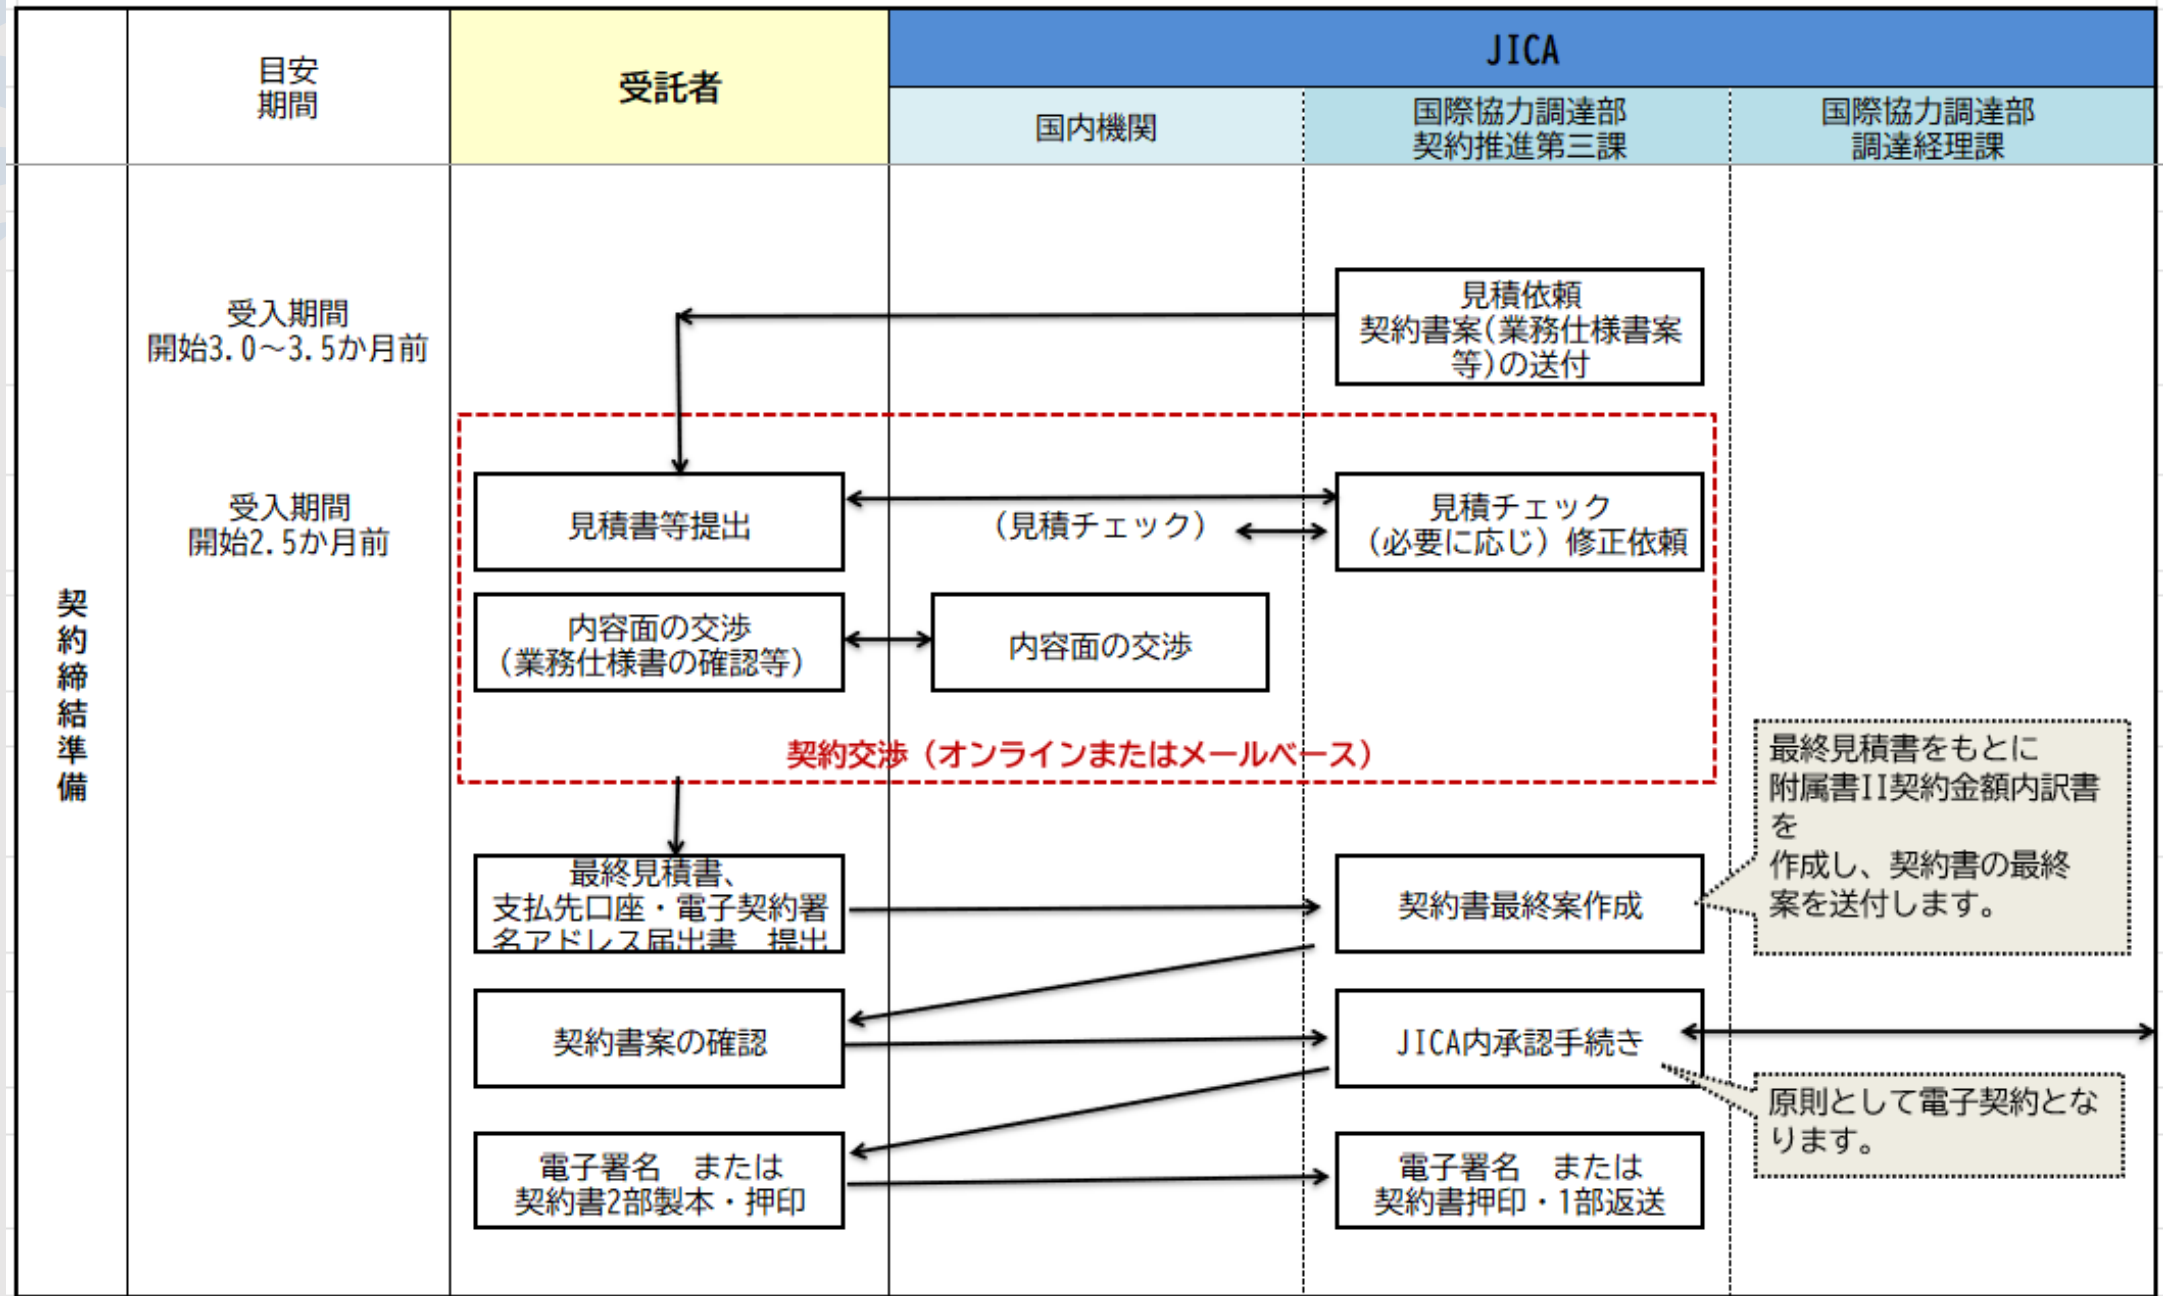 目安
期間
受託者
JICA
国内機関
国際協力調達部
契約推進第三課
国際協力調達部
調達経理課
契約締結準備
受入期間
開始3.0～3.5か月前
見積依頼
契約書案(業務仕様書案
等)の送付
受入期間
開始2.5か月前
見積書等提出
（見積チェック）
見積チェック
（必要に応じ）修正依頼
内容面の交渉
（業務仕様書の確認等）
内容面の交渉
契約交渉（オンラインまたはメールベース）
最終見積書をもとに
附属書II契約金額内訳書
を
作成し、契約書の最終
案を送付します。
最終見積書、
支払先口座・電子契約署
名アドレス届出書　提出
契約書最終案作成
契約書案の確認
JICA内承認手続き
原則として電子契約とな
ります。
電子署名　または
契約書2部製本・押印
電子署名　または
契約書押印・1部返送